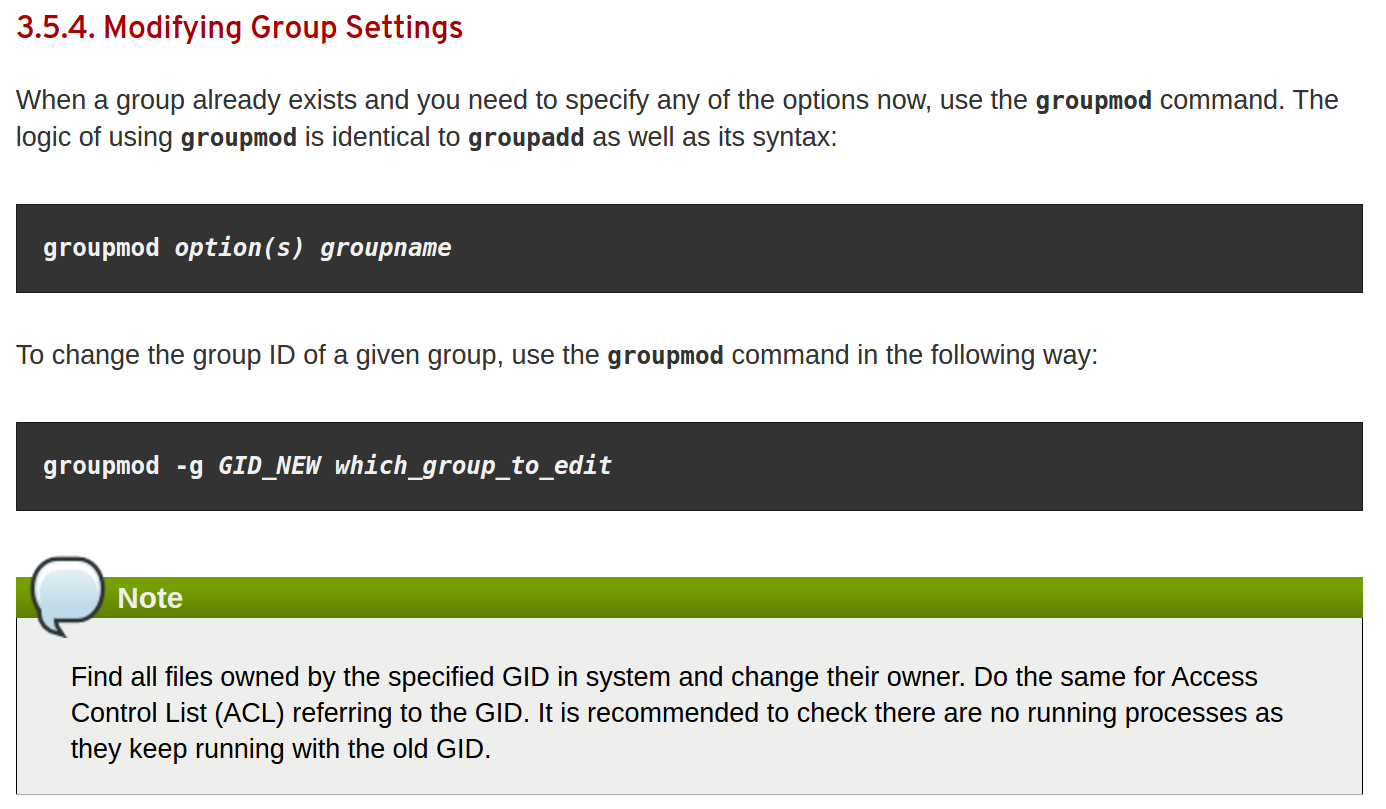 3.5.4. Modifying Group Settings
When a group already exists and you need to specify any of the options now, use the groupmod command. The
logic of using groupmod is identical to groupadd as well as its syntax:
groupmod option(s) groupname
To change the group ID of a given group, use the groupmod command in the following way:
groupmod -g GID_NEW which_group_to_edit
Note
Find all files owned by the specified GID in system and change their owner. Do the same for Access
Control List (ACL) referring to the GID. It is recommended to check there are no running processes as
they keep running with the old GID.